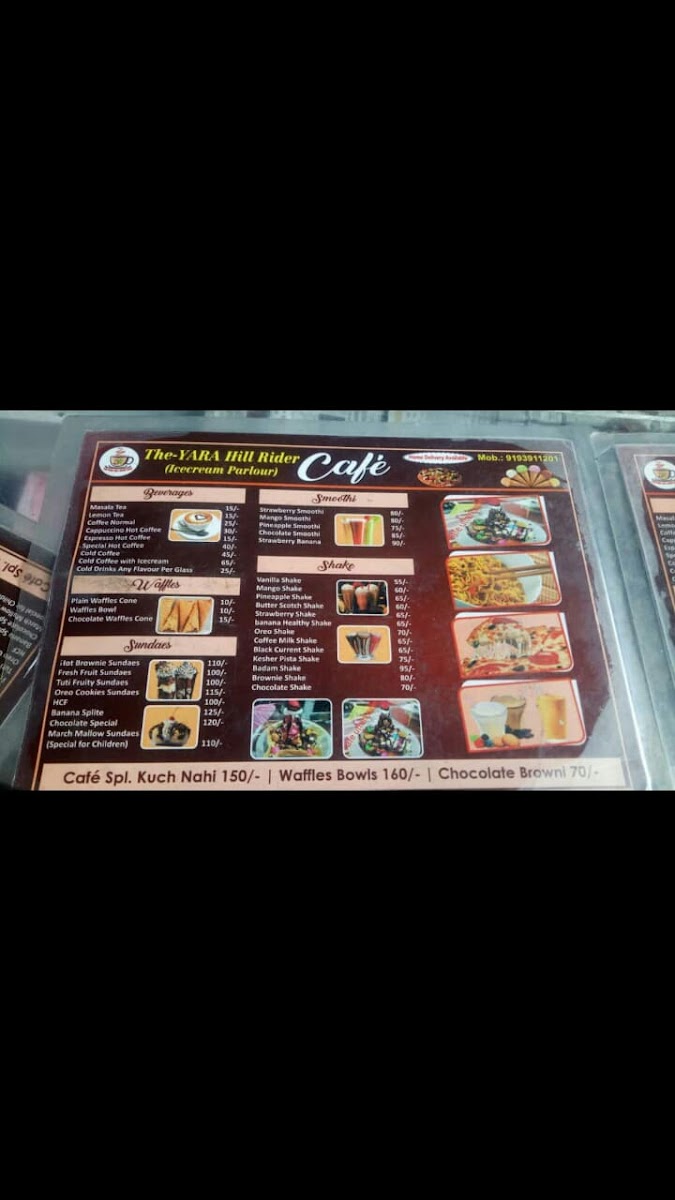 The-YARA Hill Rider
(Icecream Parlour)
Café
Home Delivery Available
Mob.: 9193911201
Beverages
Masala Tea 15/-
Lemon Tea 15/-
Coffee Normal 25/-
Cappuccino Hot Coffee 30/-
Espresso Hot Coffee 15/-
Special Hot Coffee 40/-
Cold Coffee 45/-
Cold Coffee with Icecream 65/-
Cold Drinks Any Flavour Per Glass 25/-
Waffles
Plain Waffles Cone 10/-
Waffles Bowl 10/-
Chocolate Waffles Cone 15/-
Sundaes
Hot Brownie Sundaes 110/-
Fresh Fruit Sundaes 100/-
Tuti Fruity Sundaes 100/-
Oreo Cookies Sundaes 115/-
HCF 100/-
Banana Splite 125/-
Chocolate Special 120/-
March Mallow Sundaes
(Special for Children) 110/-
Smoothi
Strawberry Smoothi 80/-
Mango Smoothi 80/-
Pineapple Smoothi 75/-
Chocolate Smoothi 85/-
Strawberry Banana 90/-
Shake
Vanilla Shake 55/-
Mango Shake 60/-
Pineapple Shake 65/-
Butter Scotch Shake 60/-
Strawberry Shake 65/-
banana Healthy Shake 65/-
Oreo Shake 70/-
Coffee Milk Shake 65/-
Black Current Shake 65/-
Kesher Pista Shake 75/-
Badam Shake 95/-
Brownie Shake 80/-
Chocolate Shake 70/-
Café Spl. Kuch Nahi 150/- | Waffles Bowls 160/- | Chocolate Browni 70/-